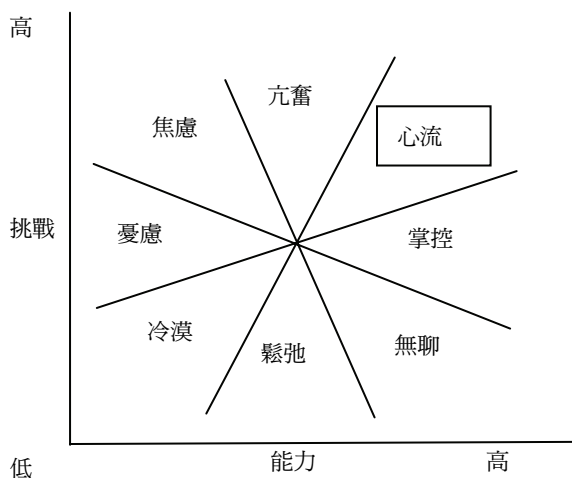 高
亢奮
焦慮
心流
挑戰
憂慮
掌控
冷漠
鬆弛
無聊
低
能力
高